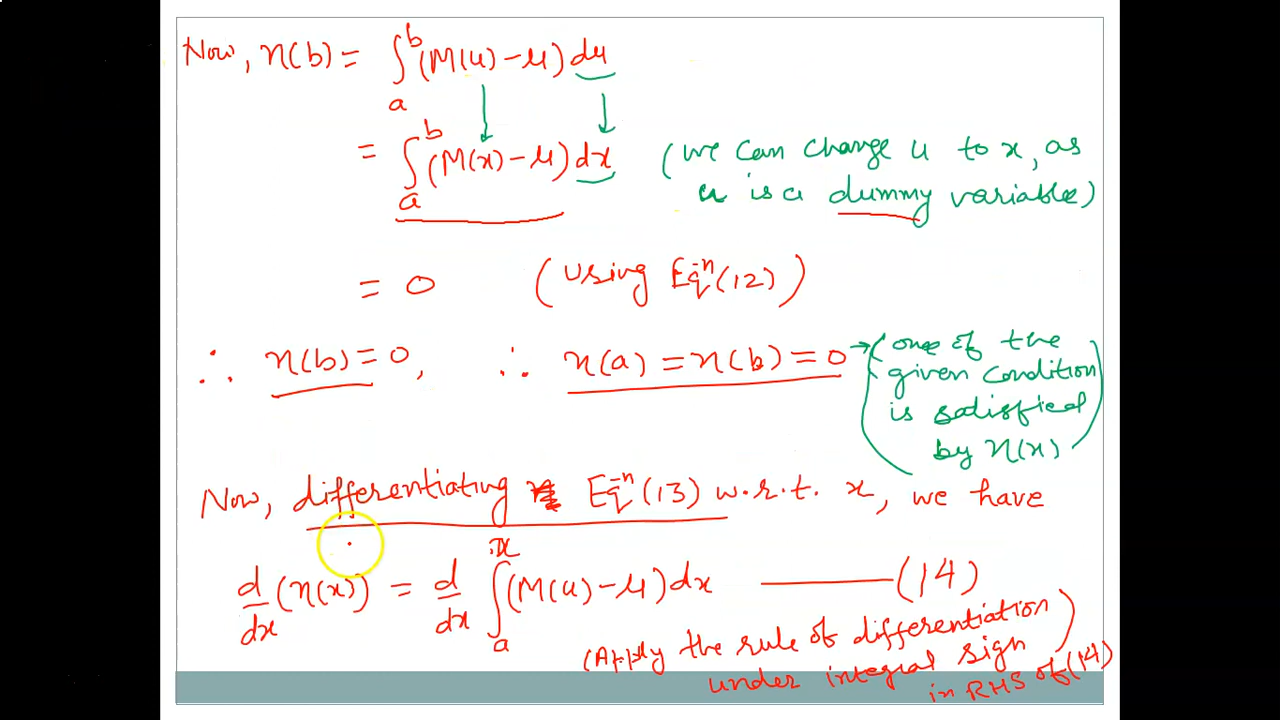 Now, η(b) = ∫_a^b (M(u) - μ) du
= ∫_a^b (M(x) - μ) dx (we can change u to x, as
u is a dummy variable)
= 0 (using Eqⁿ(12))
∴ η(b) = 0, ∴ η(a) = η(b) = 0 → (one of the
given condition
is satisfied
by η(x))
Now, differentiating Eqⁿ(13) w.r.t. x, we have
d/dx (η(x)) = d/dx ∫_a^x (M(u) - μ) dx ——— (14)
(Apply the rule of differentiation
under integral sign
in RHS of (14))